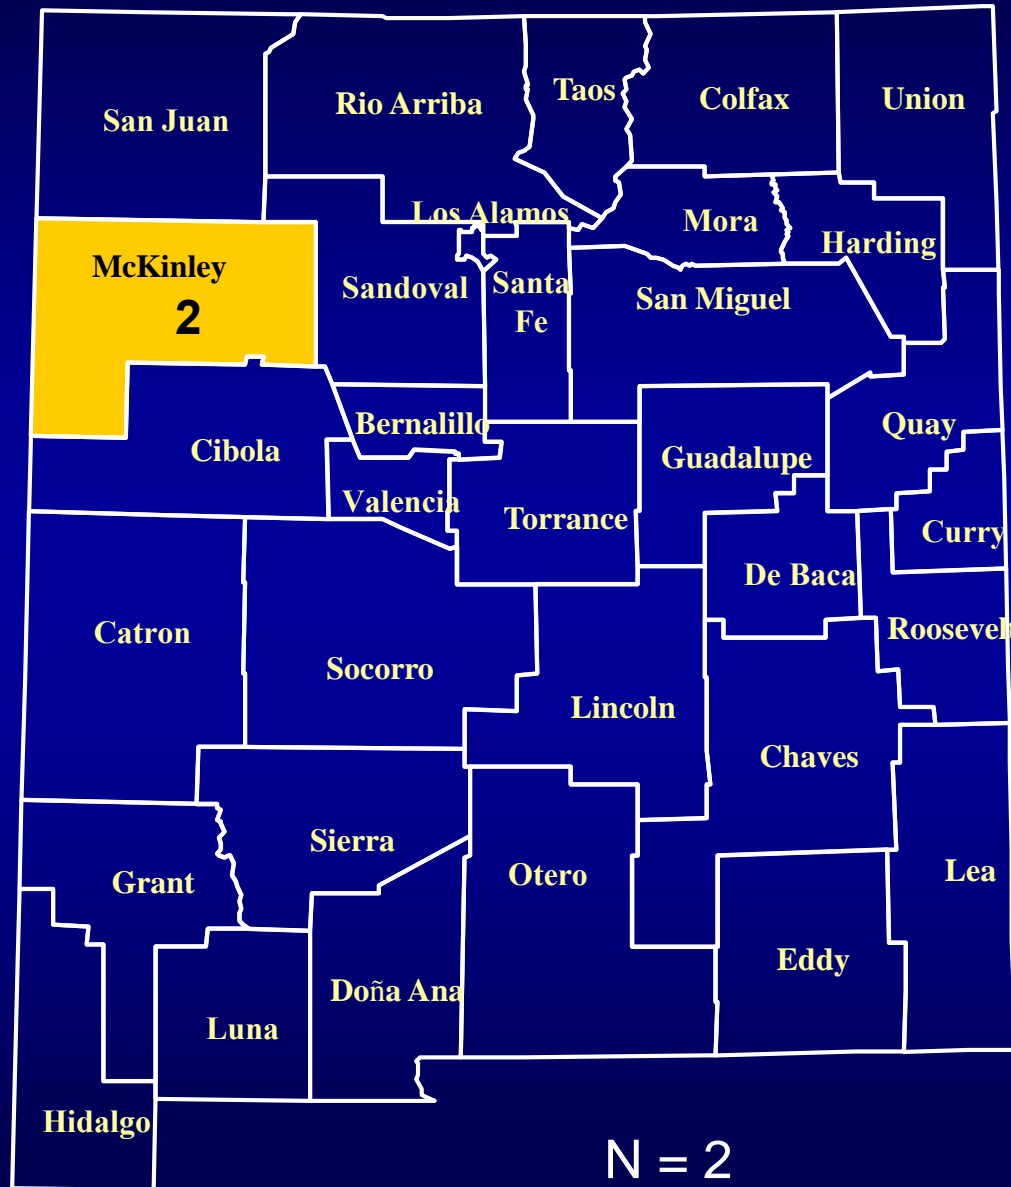 San Juan
Rio Arriba
Taos
Colfax
Union
Los Alamos
Mora
Harding
McKinley
2
Sandoval
Santa
Fe
San Miguel
Cibola
Bernalillo
Valencia
Torrance
Guadalupe
Quay
Curry
De Baca
Roosevelt
Catron
Socorro
Lincoln
Chaves
Sierra
Grant
Otero
Lea
Eddy
Doña Ana
Luna
Hidalgo
N = 2